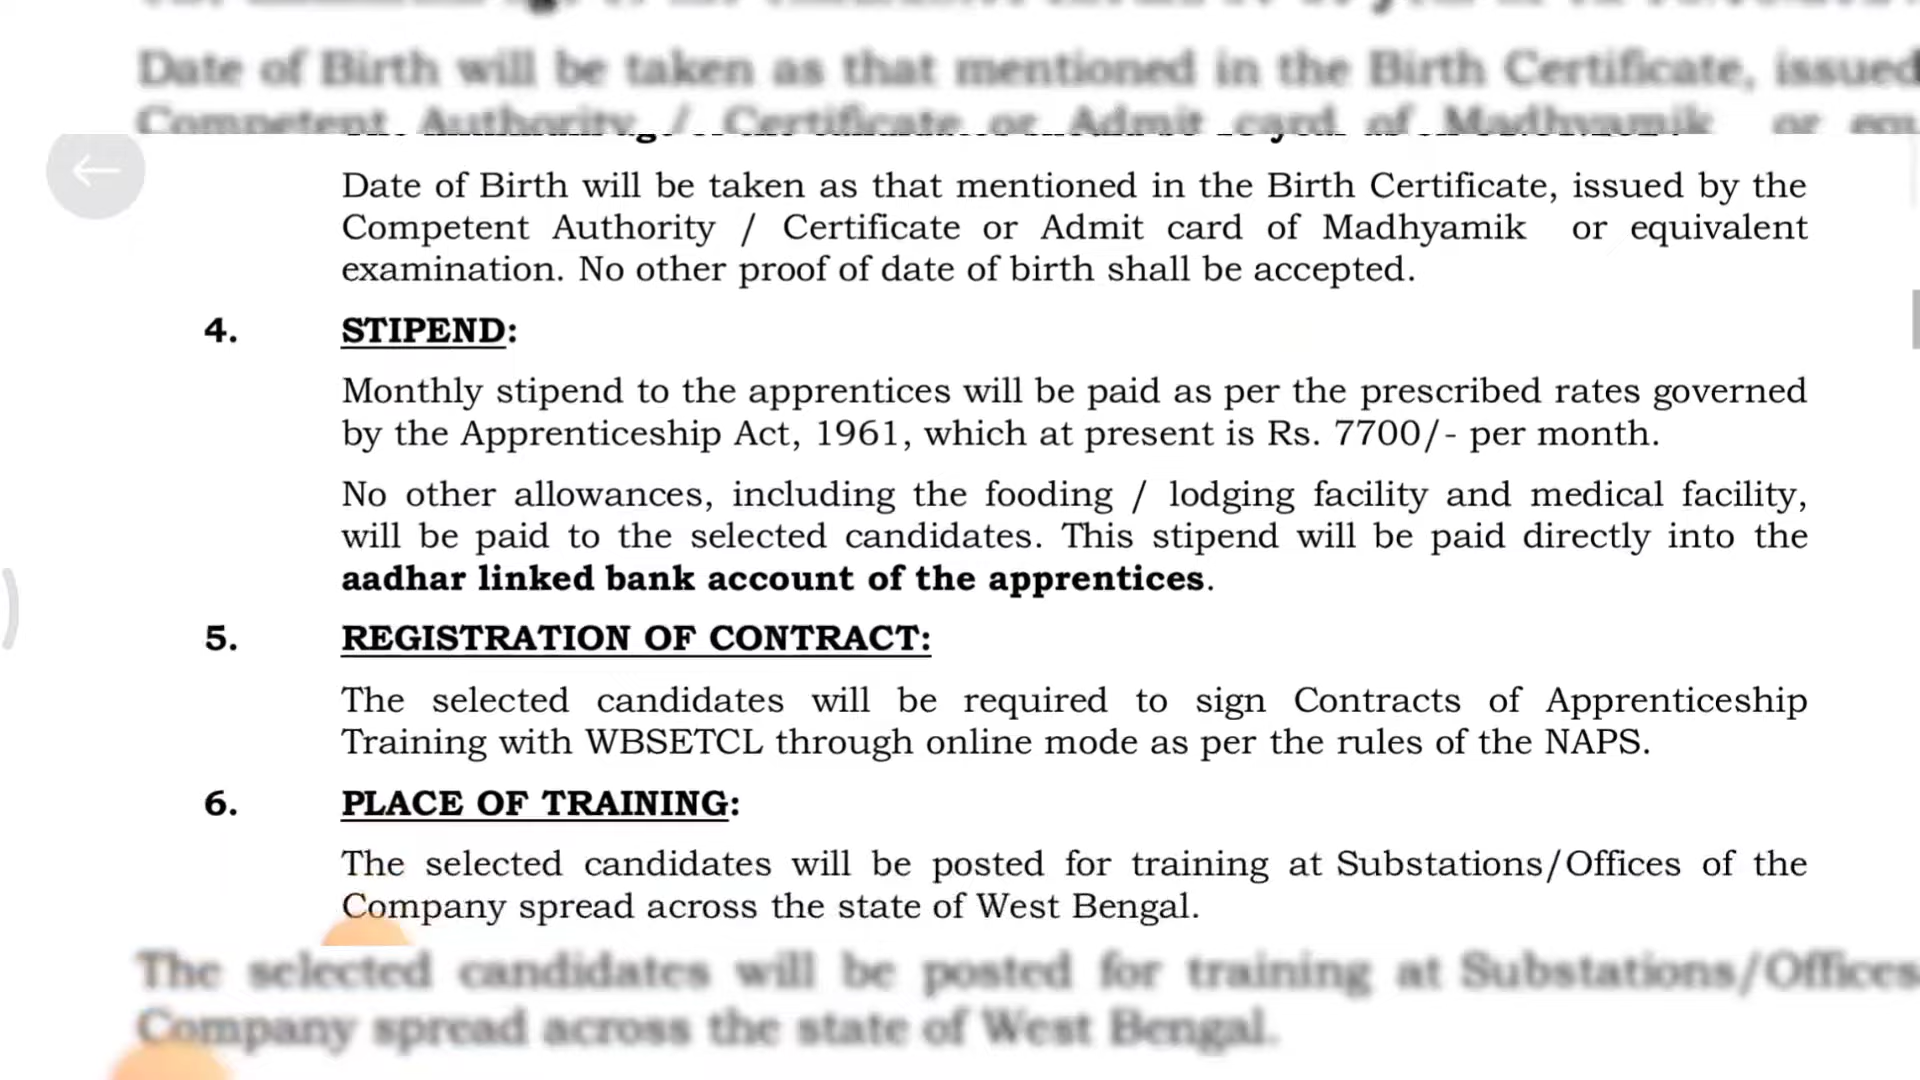 Date of Birth will be taken as that mentioned in the Birth Certificate, issued
Competent Authority / Certificate or Admit card of Madhyamik or
Date of Birth will be taken as that mentioned in the Birth Certificate, issued by the
Competent Authority / Certificate or Admit card of Madhyamik or equivalent
examination. No other proof of date of birth shall be accepted.
4. STIPEND:
Monthly stipend to the apprentices will be paid as per the prescribed rates governed
by the Apprenticeship Act, 1961, which at present is Rs. 7700/- per month.
No other allowances, including the fooding / lodging facility and medical facility,
will be paid to the selected candidates. This stipend will be paid directly into the
aadhar linked bank account of the apprentices.
5. REGISTRATION OF CONTRACT:
The selected candidates will be required to sign Contracts of Apprenticeship
Training with WBSETCL through online mode as per the rules of the NAPS.
6. PLACE OF TRAINING:
The selected candidates will be posted for training at Substations/Offices of the
Company spread across the state of West Bengal.
The selected candidates will be posted for training at Substations/Offices
Company spread across the state of West Bengal.